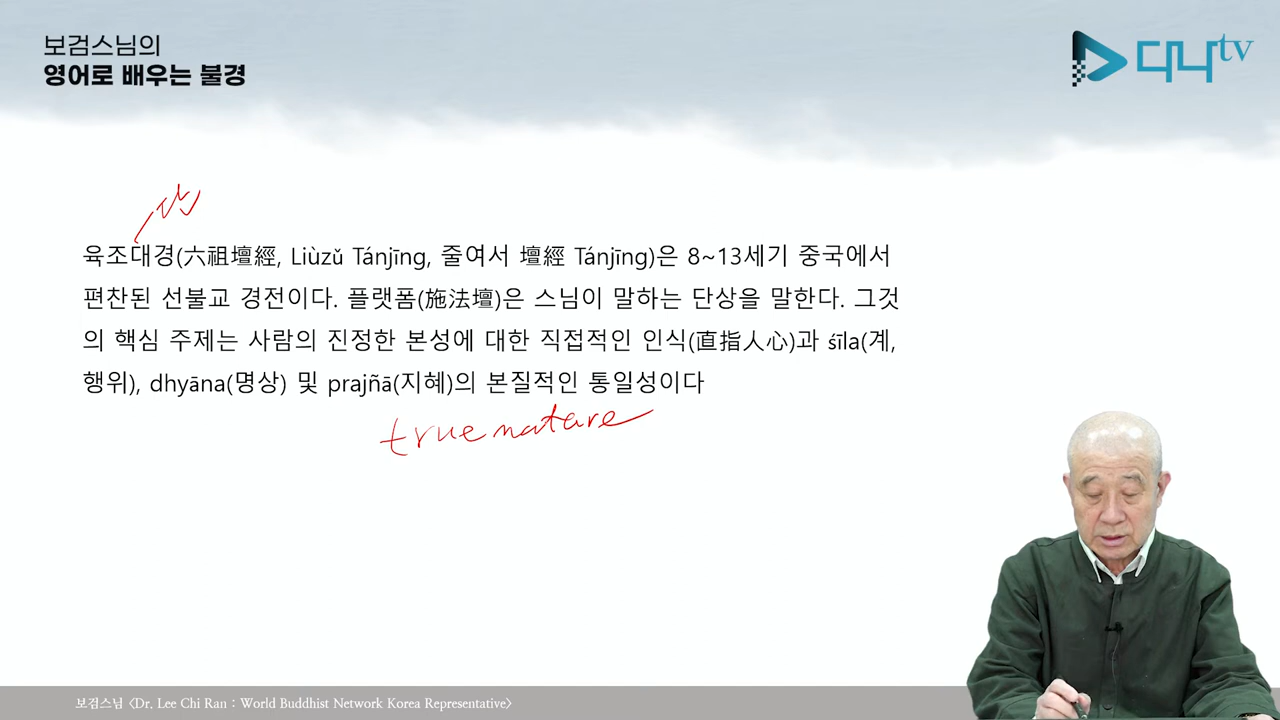 보검스님의
영어로 배우는 불경
다나tv
단
육조대경(六祖壇經, Liùzǔ Tánjīng, 줄여서 壇經 Tánjīng)은 8~13세기 중국에서
편찬된 선불교 경전이다. 플랫폼(施法壇)은 스님이 말하는 단상을 말한다. 그것
의 핵심 주제는 사람의 진정한 본성에 대한 직접적인 인식(直指人心)과 śīla(계,
행위), dhyāna(명상) 및 prajñā(지혜)의 본질적인 통일성이다
true nature
보검스님 <Dr. Lee Chi Ran : World Buddhist Network Korea Representative>